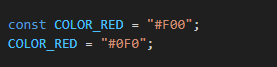 const COLOR_RED = "#F00";
COLOR_RED = "#0F0";